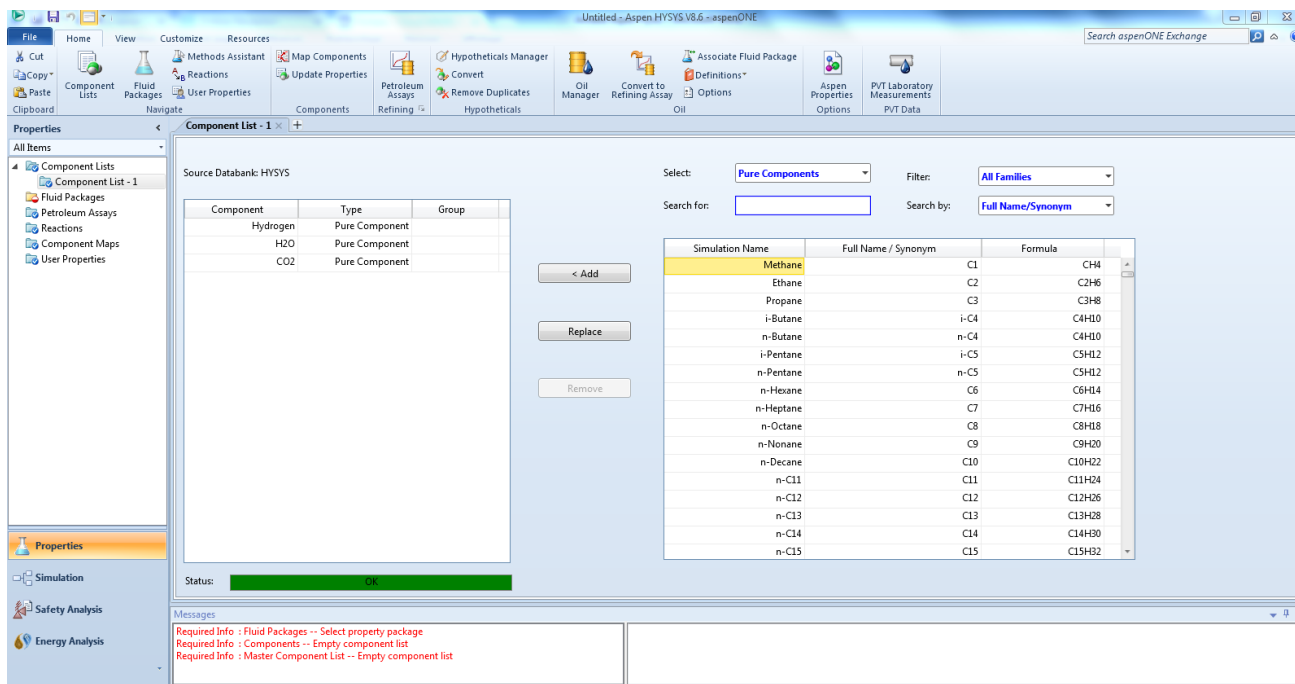 Untitled - Aspen HYSYS V8.6 - aspenONE
File Home View Customize Resources Search aspenONE Exchange
Cut Methods Assistant Map Components Hypotheticals Manager Associate Fluid Package
Copy Reactions Update Properties Convert Definitions
Paste Component Lists Fluid Packages User Properties Petroleum Assays Remove Duplicates Oil Manager Convert to Refining Assay Options Aspen Properties PVT Laboratory Measurements
Clipboard Navigate Components Refining Hypotheticals Oil Options PVT Data
Properties < Component List - 1 × +
All Items
Component Lists
Component List - 1
Fluid Packages
Petroleum Assays
Reactions
Component Maps
User Properties
Properties
Simulation
Safety Analysis
Energy Analysis
Source Databank: HYSYS
Component Type Group
Hydrogen Pure Component
H2O Pure Component
CO2 Pure Component
< Add
Replace
Remove
Select: Pure Components Filter: All Families
Search for: Search by: Full Name/Synonym
Simulation Name Full Name / Synonym Formula
Methane C1 CH4
Ethane C2 C2H6
Propane C3 C3H8
i-Butane i-C4 C4H10
n-Butane n-C4 C4H10
i-Pentane i-C5 C5H12
n-Pentane n-C5 C5H12
n-Hexane C6 C6H14
n-Heptane C7 C7H16
n-Octane C8 C8H18
n-Nonane C9 C9H20
n-Decane C10 C10H22
n-C11 C11 C11H24
n-C12 C12 C12H26
n-C13 C13 C13H28
n-C14 C14 C14H30
n-C15 C15 C15H32
Status: OK
Messages
Required Info : Fluid Packages -- Select property package
Required Info : Components -- Empty component list
Required Info : Master Component List -- Empty component list